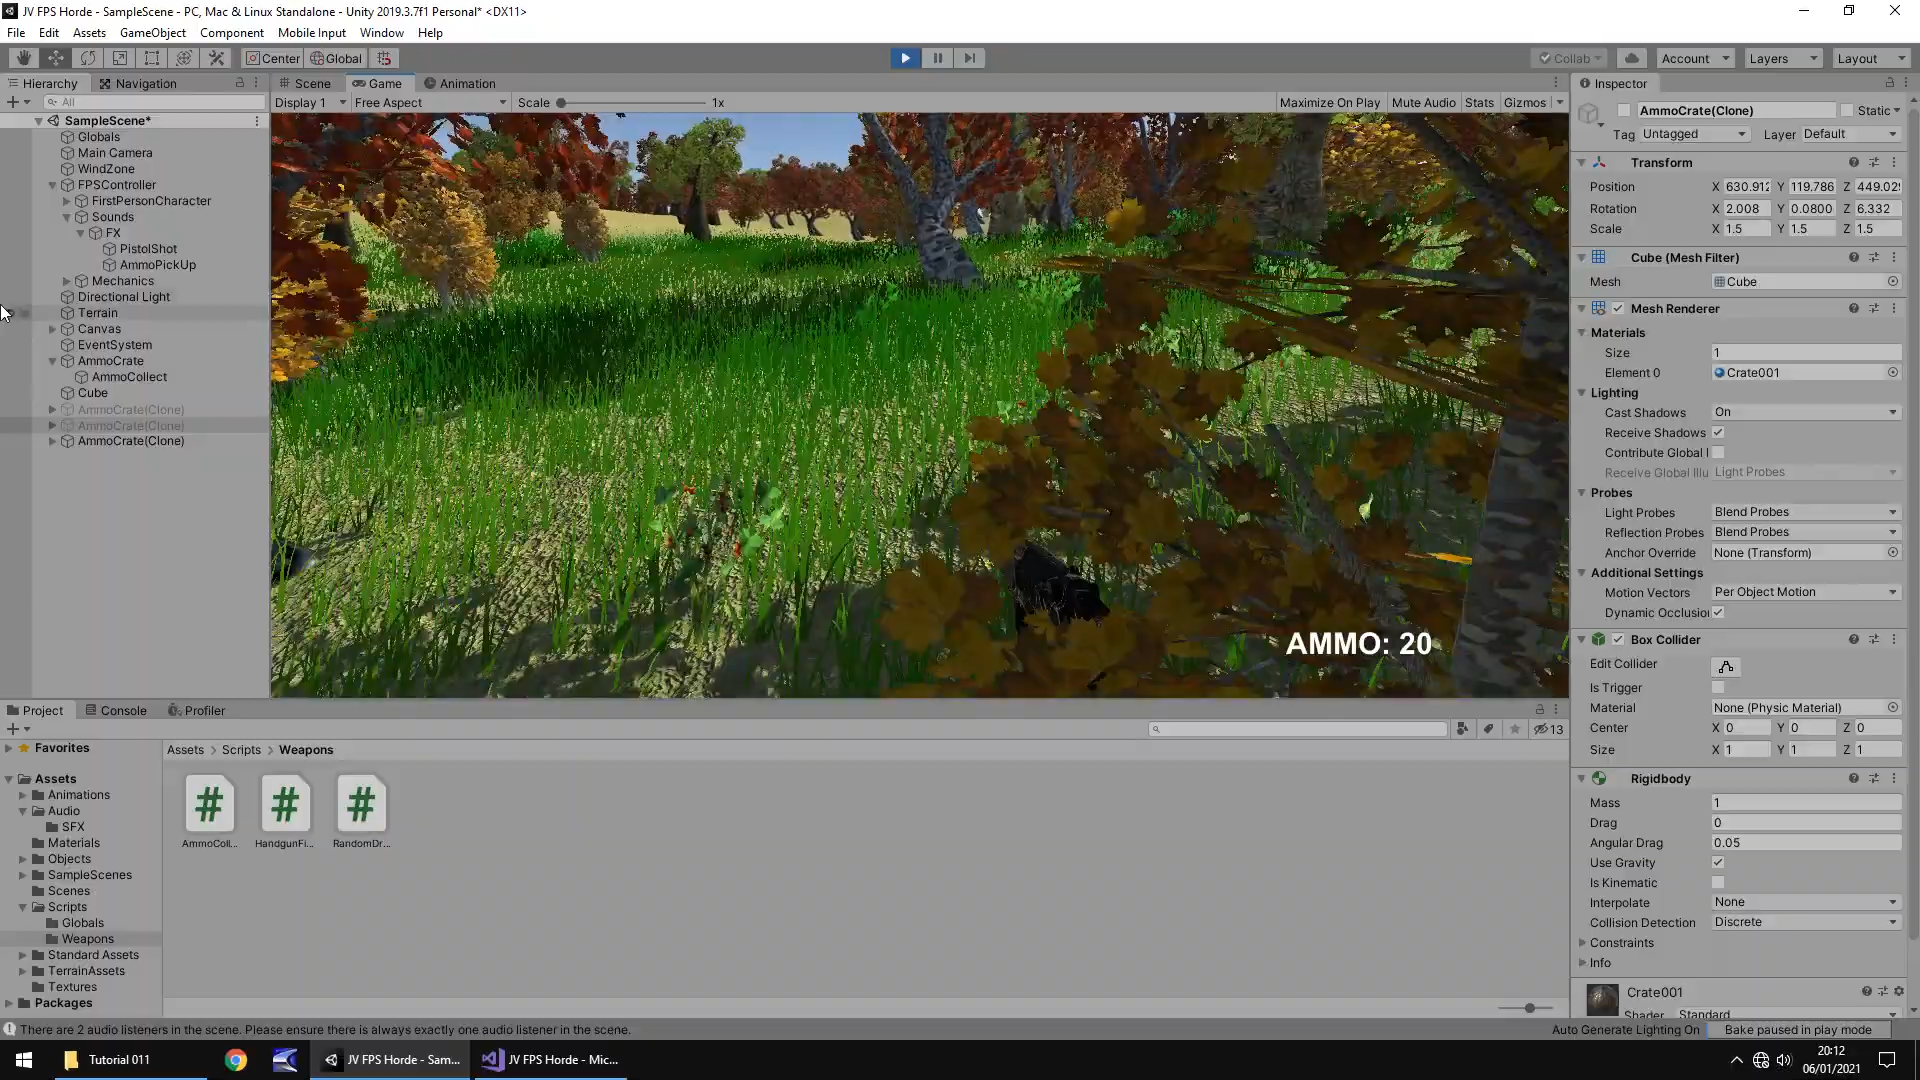 JV FPS Horde - SampleScene - PC, Mac & Linux Standalone - Unity 2019.3.7f1 Personal* <DX11>
File Edit Assets GameObject Component Mobile Input Window Help
Center Global Collab Account Layers Layout
Hierarchy Navigation Scene Game Animation Inspector
All Display 1 Free Aspect Scale 1x Maximize On Play Mute Audio Stats Gizmos
SampleScene*
Globals
Main Camera
WindZone
FPSController
FirstPersonCharacter
Sounds
FX
PistolShot
AmmoPickUp
Mechanics
Directional Light
Terrain
Canvas
EventSystem
AmmoCrate
AmmoCollect
Cube
AmmoCrate(Clone)
AmmoCrate(Clone)
AmmoCrate(Clone)
AMMO: 20
AmmoCrate(Clone) Static
Tag Untagged Layer Default
Transform
Position X 630.912 Y 119.786 Z 449.029
Rotation X 2.008 Y 0.0800 Z 6.332
Scale X 1.5 Y 1.5 Z 1.5
Cube (Mesh Filter)
Mesh Cube
Mesh Renderer
Materials
Size 1
Element 0 Crate001
Lighting
Cast Shadows On
Receive Shadows
Contribute Global I
Receive Global Illu Light Probes
Probes
Light Probes Blend Probes
Reflection Probes Blend Probes
Anchor Override None (Transform)
Additional Settings
Motion Vectors Per Object Motion
Dynamic Occlusio
Box Collider
Edit Collider
Is Trigger
Material None (Physic Material)
Center X 0 Y 0 Z 0
Size X 1 Y 1 Z 1
Rigidbody
Mass 1
Drag 0
Angular Drag 0.05
Use Gravity
Is Kinematic
Interpolate None
Collision Detection Discrete
Constraints
Info
Crate001
Shader Standard
Project Console Profiler
13
Favorites
Assets
Animations
Audio
SFX
Materials
Objects
SampleScenes
Scenes
Scripts
Globals
Weapons
Standard Assets
TerrainAssets
Textures
Packages
Assets > Scripts > Weapons
AmmoColl... HandgunFi... RandomDr...
There are 2 audio listeners in the scene. Please ensure there is always exactly one audio listener in the scene.
Auto Generate Lighting On Bake paused in play mode
Tutorial 011 JV FPS Horde - Sam... JV FPS Horde - Mic...
20:12
06/01/2021